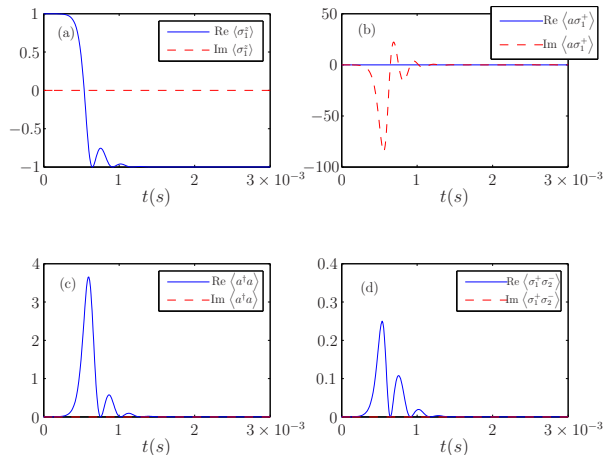 (a)
Re ⟨σ₁ᶻ⟩
Im ⟨σ₁ᶻ⟩
1
0.5
0
−0.5
−1
0 1 2 3 × 10⁻³
t(s)
(b)
Re ⟨aσ₁⁺⟩
Im ⟨aσ₁⁺⟩
50
0
−50
−100
0 1 2 3 × 10⁻³
t(s)
(c)
Re ⟨a†a⟩
Im ⟨a†a⟩
4
3
2
1
0
0 1 2 3 × 10⁻³
t(s)
(d)
Re ⟨σ₁⁺σ₂⁻⟩
Im ⟨σ₁⁺σ₂⁻⟩
0.4
0.3
0.2
0.1
0
0 1 2 3 × 10⁻³
t(s)